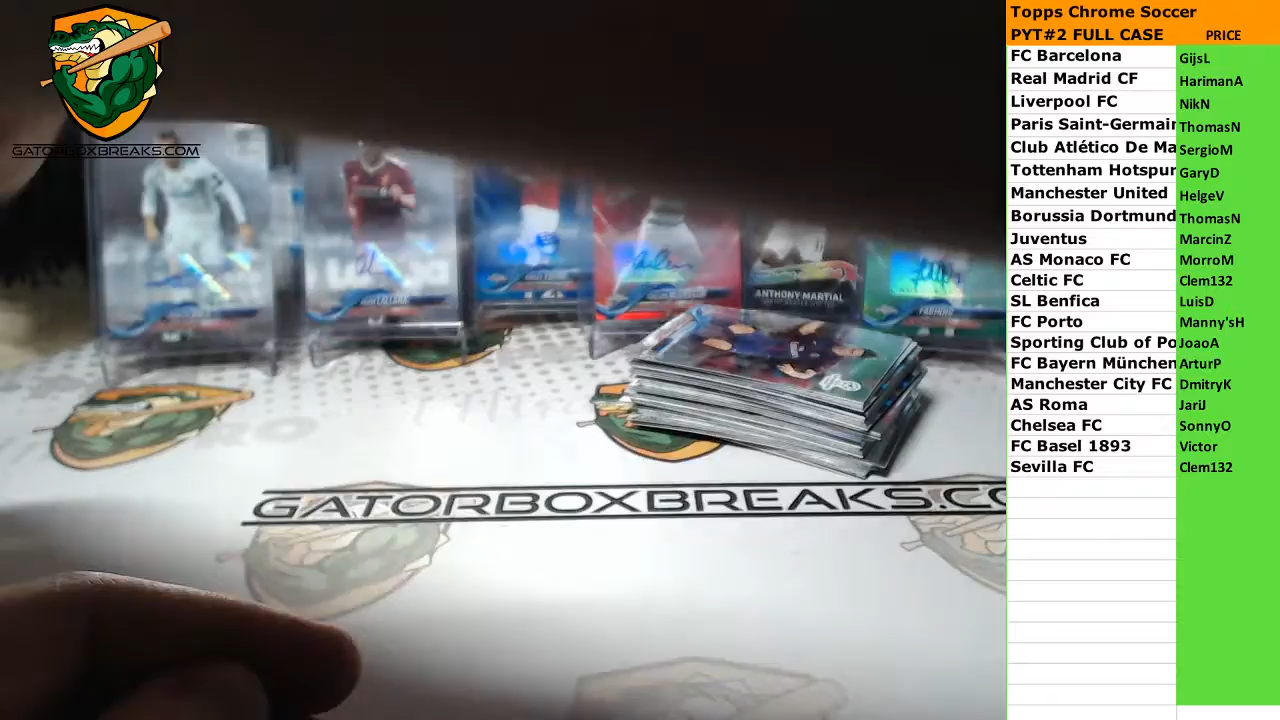 GATORBOXBREAKS.COM
ANTHONY MARTIAL
GATORBOXBREAKS.CO
Topps Chrome Soccer
PYT#2 FULL CASE PRICE
FC Barcelona GijsL
Real Madrid CF HarimanA
Liverpool FC NikN
Paris Saint-Germain ThomasN
Club Atlético De Ma SergioM
Tottenham Hotspur GaryD
Manchester United HelgeV
Borussia Dortmund ThomasN
Juventus MarcinZ
AS Monaco FC MorroM
Celtic FC Clem132
SL Benfica LuisD
FC Porto Manny'sH
Sporting Club of Po JoaoA
FC Bayern München ArturP
Manchester City FC DmitryK
AS Roma JariJ
Chelsea FC SonnyO
FC Basel 1893 Victor
Sevilla FC Clem132